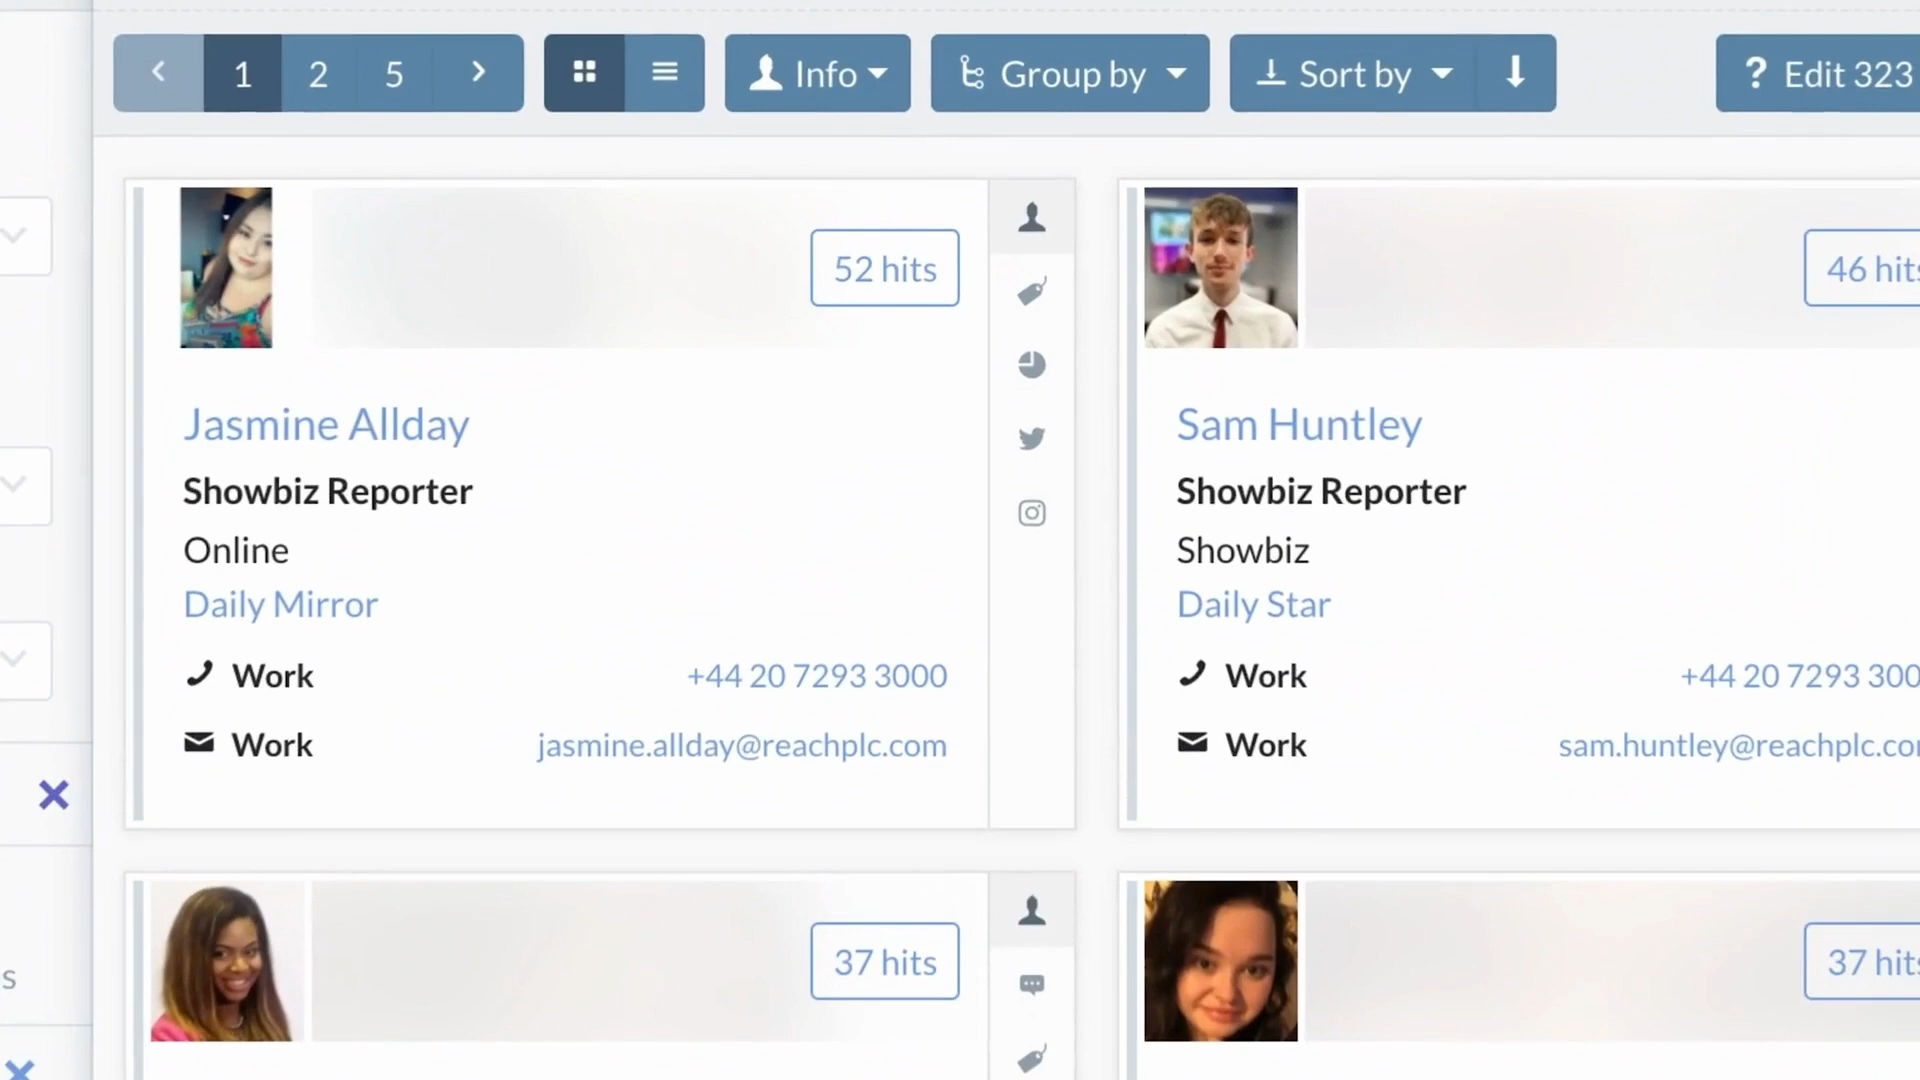 1 2 5 Info Group by Sort by ? Edit 323
52 hits
46 hits
Jasmine Allday
Sam Huntley
Showbiz Reporter
Showbiz Reporter
Online
Showbiz
Daily Mirror
Daily Star
Work +44 20 7293 3000
Work +44 20 7293 300
Work jasmine.allday@reachplc.com
Work sam.huntley@reachplc.co
s
37 hits
37 hits